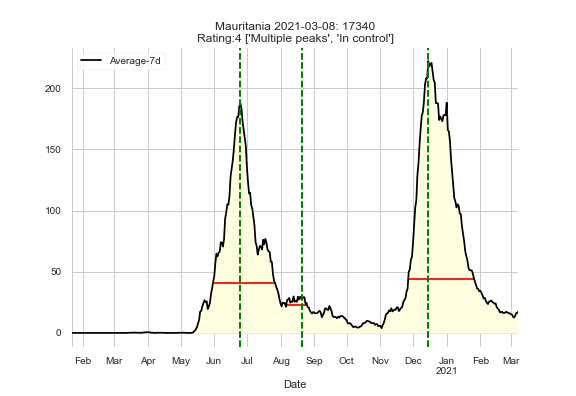 Mauritania 2021-03-08: 17340
Rating:4 ['Multiple peaks', 'In control']
Average-7d
200
150
100
50
0
Feb Mar Apr May Jun Jul Aug Sep Oct Nov Dec Jan Feb Mar
2021
Date